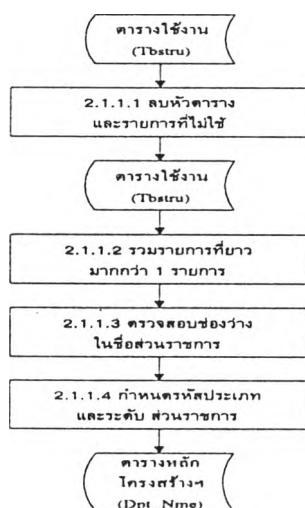 ตารางใช้งาน
(Tbstru)
2.1.1.1 ลบหัวตาราง
และรายการที่ไม่ใช้
ตารางใช้งาน
(Tbstru)
2.1.1.2 รวมรายการที่ยาว
มากกว่า 1 รายการ
2.1.1.3 ตรวจสอบช่องว่าง
ในชื่อส่วนราชการ
2.1.1.4 กำหนดรหัสประเภท
และระดับ ส่วนราชการ
ตารางหลัก
โครงสร้างฯ
(Dpt_Nmg)